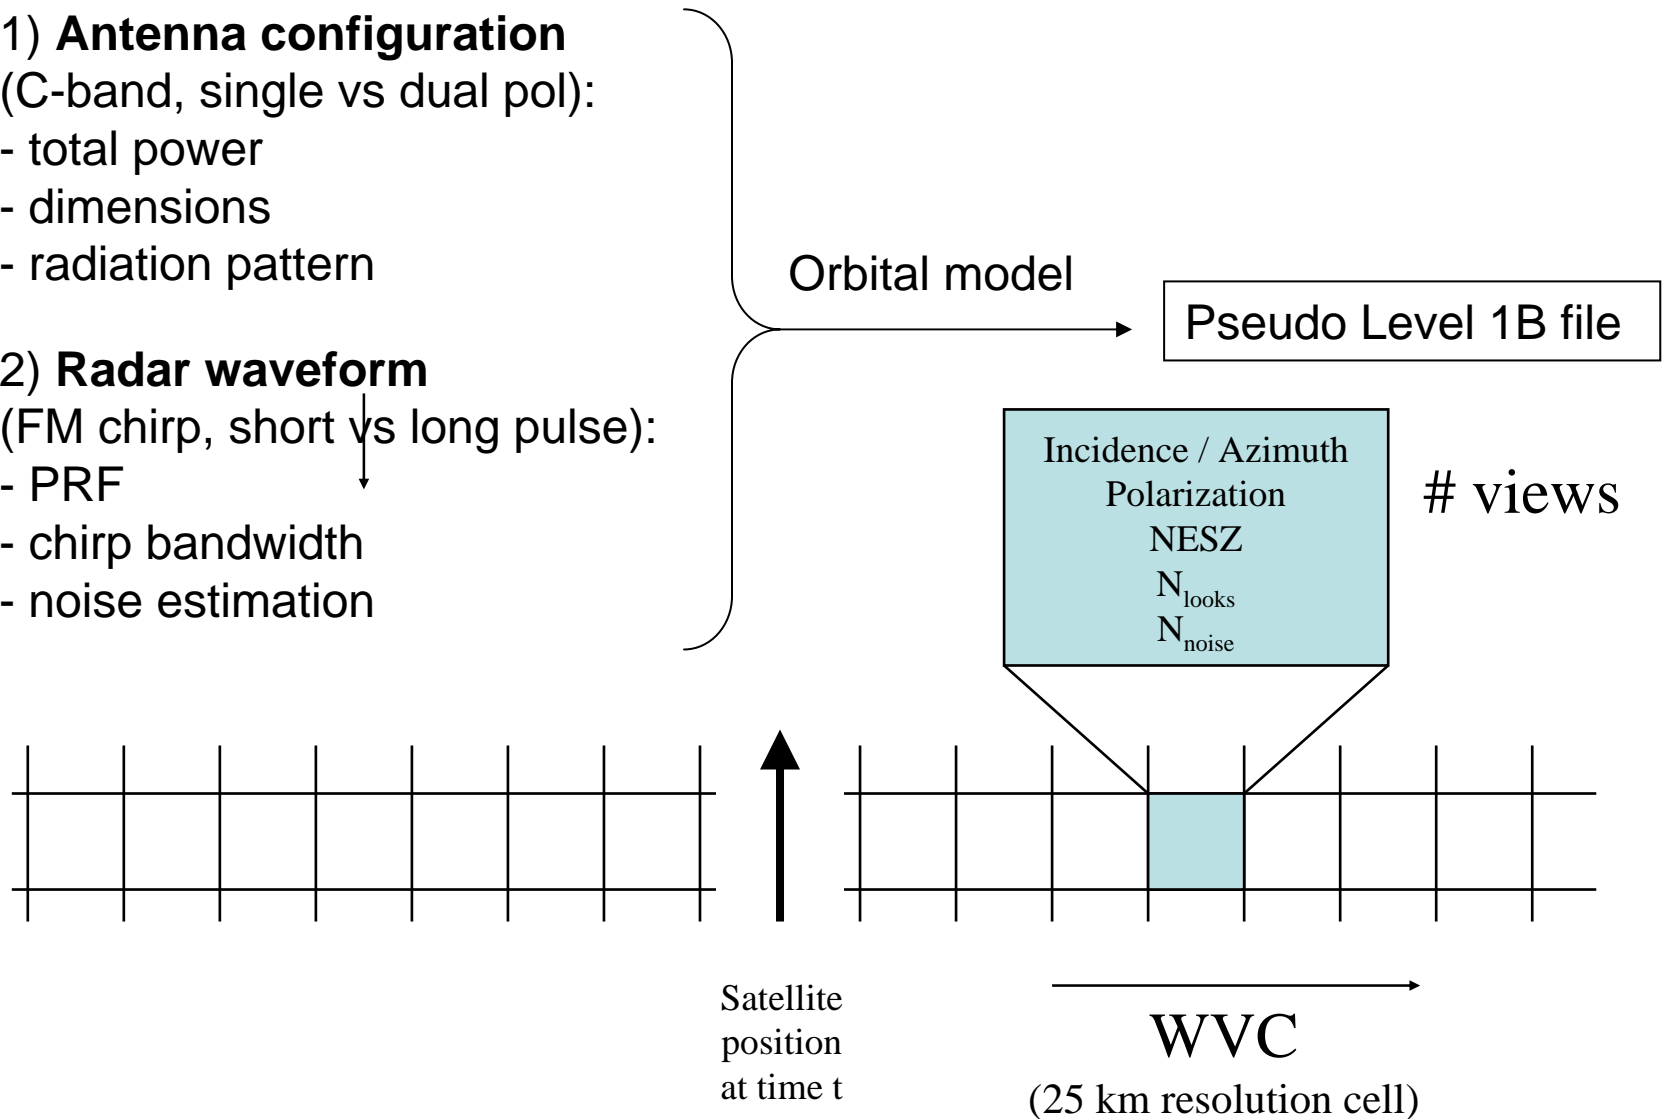 1) Antenna configuration
(C-band, single vs dual pol):
- total power
- dimensions
- radiation pattern
2) Radar waveform
(FM chirp, short vs long pulse):
- PRF
- chirp bandwidth
- noise estimation
Orbital model
Pseudo Level 1B file
Incidence / Azimuth
Polarization
NESZ
N_looks
N_noise
# views
Satellite
position
at time t
WVC
(25 km resolution cell)